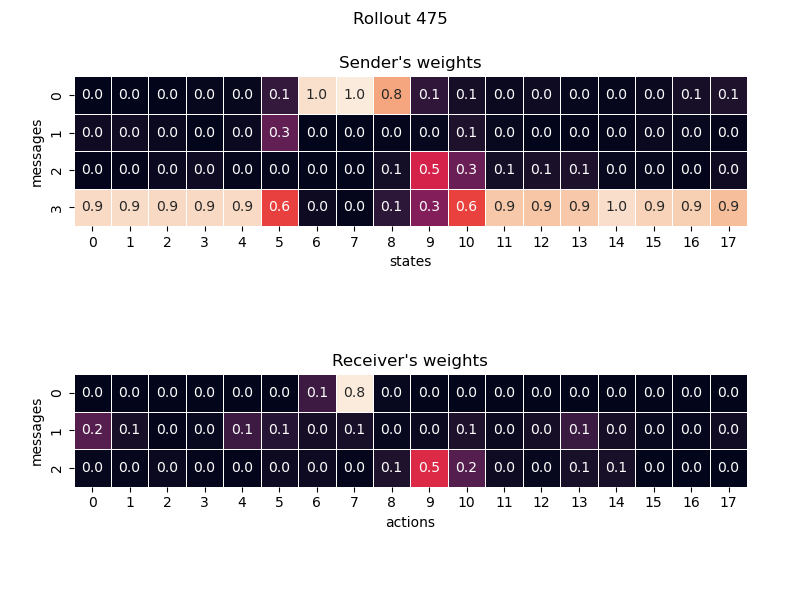 Rollout 475
Sender's weights
0 0.0 0.0 0.0 0.0 0.0 0.1 1.0 1.0 0.8 0.1 0.1 0.0 0.0 0.0 0.0 0.0 0.1 0.1
1 0.0 0.0 0.0 0.0 0.0 0.3 0.0 0.0 0.0 0.0 0.1 0.0 0.0 0.0 0.0 0.0 0.0 0.0
2 0.0 0.0 0.0 0.0 0.0 0.0 0.0 0.0 0.1 0.5 0.3 0.1 0.1 0.1 0.0 0.0 0.0 0.0
3 0.9 0.9 0.9 0.9 0.9 0.6 0.0 0.0 0.1 0.3 0.6 0.9 0.9 0.9 1.0 0.9 0.9 0.9
messages
0 1 2 3 4 5 6 7 8 9 10 11 12 13 14 15 16 17
states
Receiver's weights
0 0.0 0.0 0.0 0.0 0.0 0.0 0.1 0.8 0.0 0.0 0.0 0.0 0.0 0.0 0.0 0.0 0.0 0.0
1 0.2 0.1 0.0 0.0 0.1 0.1 0.0 0.1 0.0 0.0 0.1 0.0 0.0 0.1 0.0 0.0 0.0 0.0
2 0.0 0.0 0.0 0.0 0.0 0.0 0.0 0.0 0.1 0.5 0.2 0.0 0.0 0.1 0.1 0.0 0.0 0.0
messages
0 1 2 3 4 5 6 7 8 9 10 11 12 13 14 15 16 17
actions